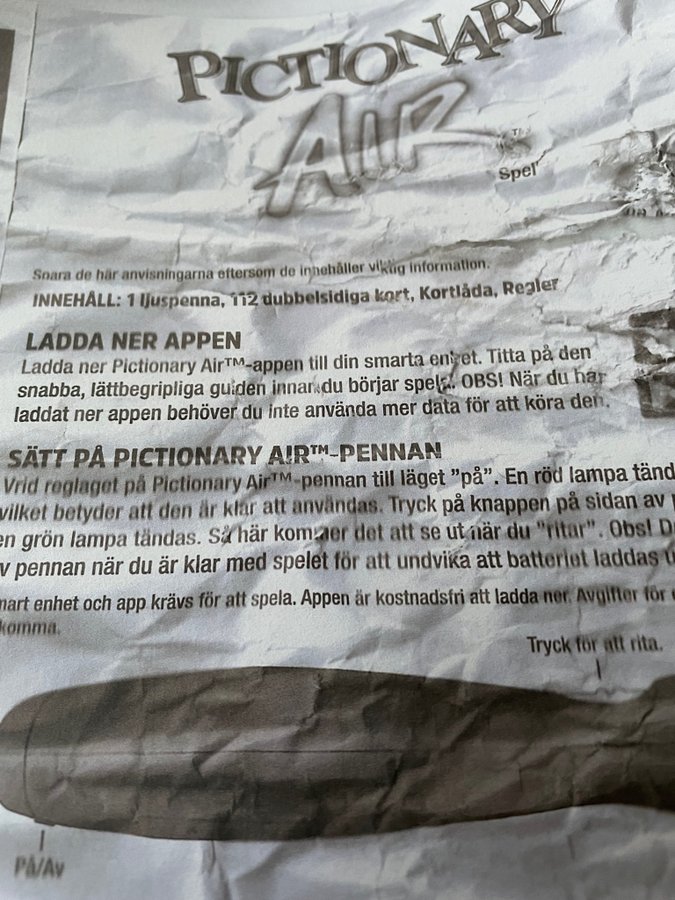 PICTIONARY
AIR™
Spel
Spara de här anvisningarna eftersom de innehåller viktig information.
INNEHÅLL: 1 ljuspenna, 112 dubbelsidiga kort, Kortlåda, Regler
LADDA NER APPEN
Ladda ner Pictionary Air™-appen till din smarta enhet. Titta på den
snabba, lättbegripliga guiden innan du börjar spela. OBS! När du har
laddat ner appen behöver du inte använda mer data för att köra den.
SÄTT PÅ PICTIONARY AIR™-PENNAN
Vrid reglaget på Pictionary Air™-pennan till läget "på". En röd lampa tänd
vilket betyder att den är klar att användas. Tryck på knappen på sidan av
en grön lampa tändas. Så här kommer det att se ut när du "ritar". Obs!
v pennan när du är klar med spelet för att undvika att batteriet laddas
mart enhet och app krävs för att spela. Appen är kostnadsfri att ladda ner. Avgifter för
komma.
Tryck för att rita.
På/Av